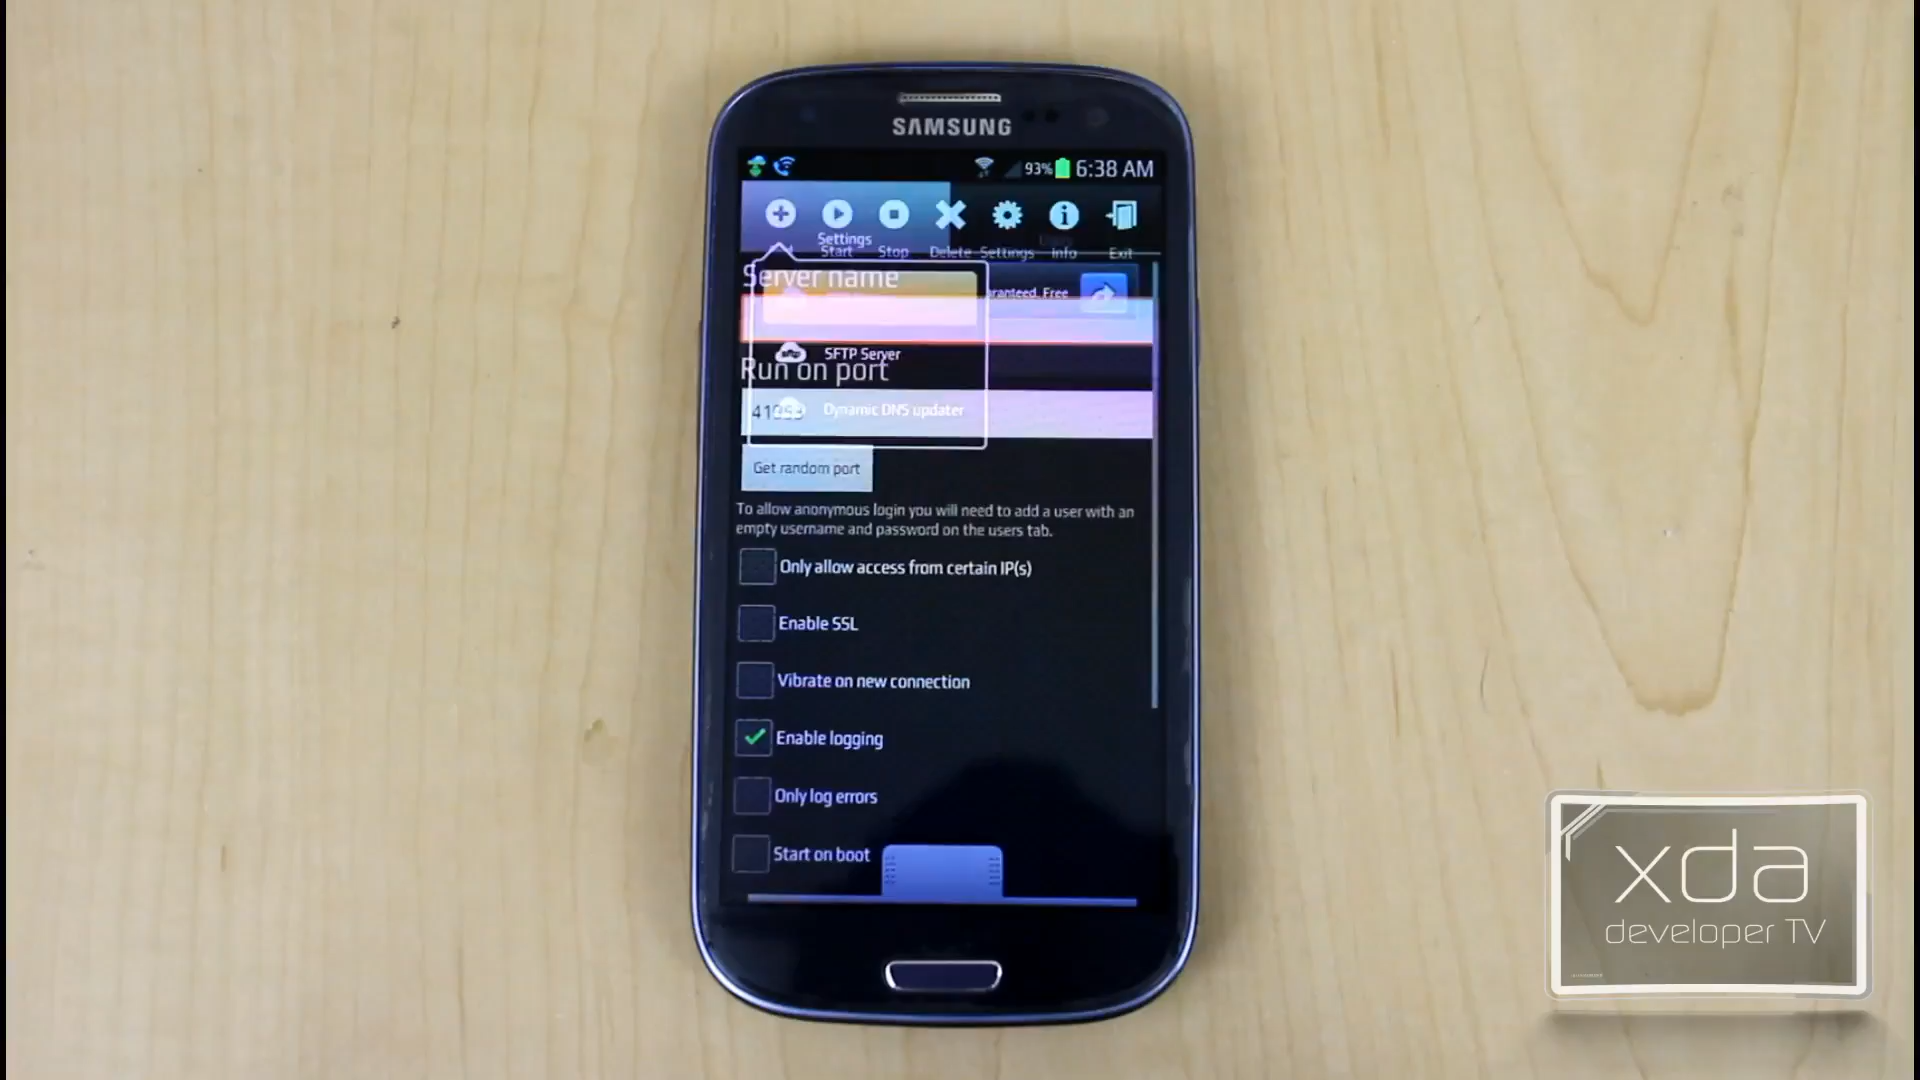 SAMSUNG
93% 6:38 AM
Settings
Start Stop Delete Settings Info Exit
Server name
ranteed. Free
SFTP Server
Run on port
Dynamic DNS updater
Get random port
To allow anonymous login you will need to add a user with an
empty username and password on the users tab.
Only allow access from certain IP(s)
Enable SSL
Vibrate on new connection
Enable logging
Only log errors
Start on boot
xda
developer TV